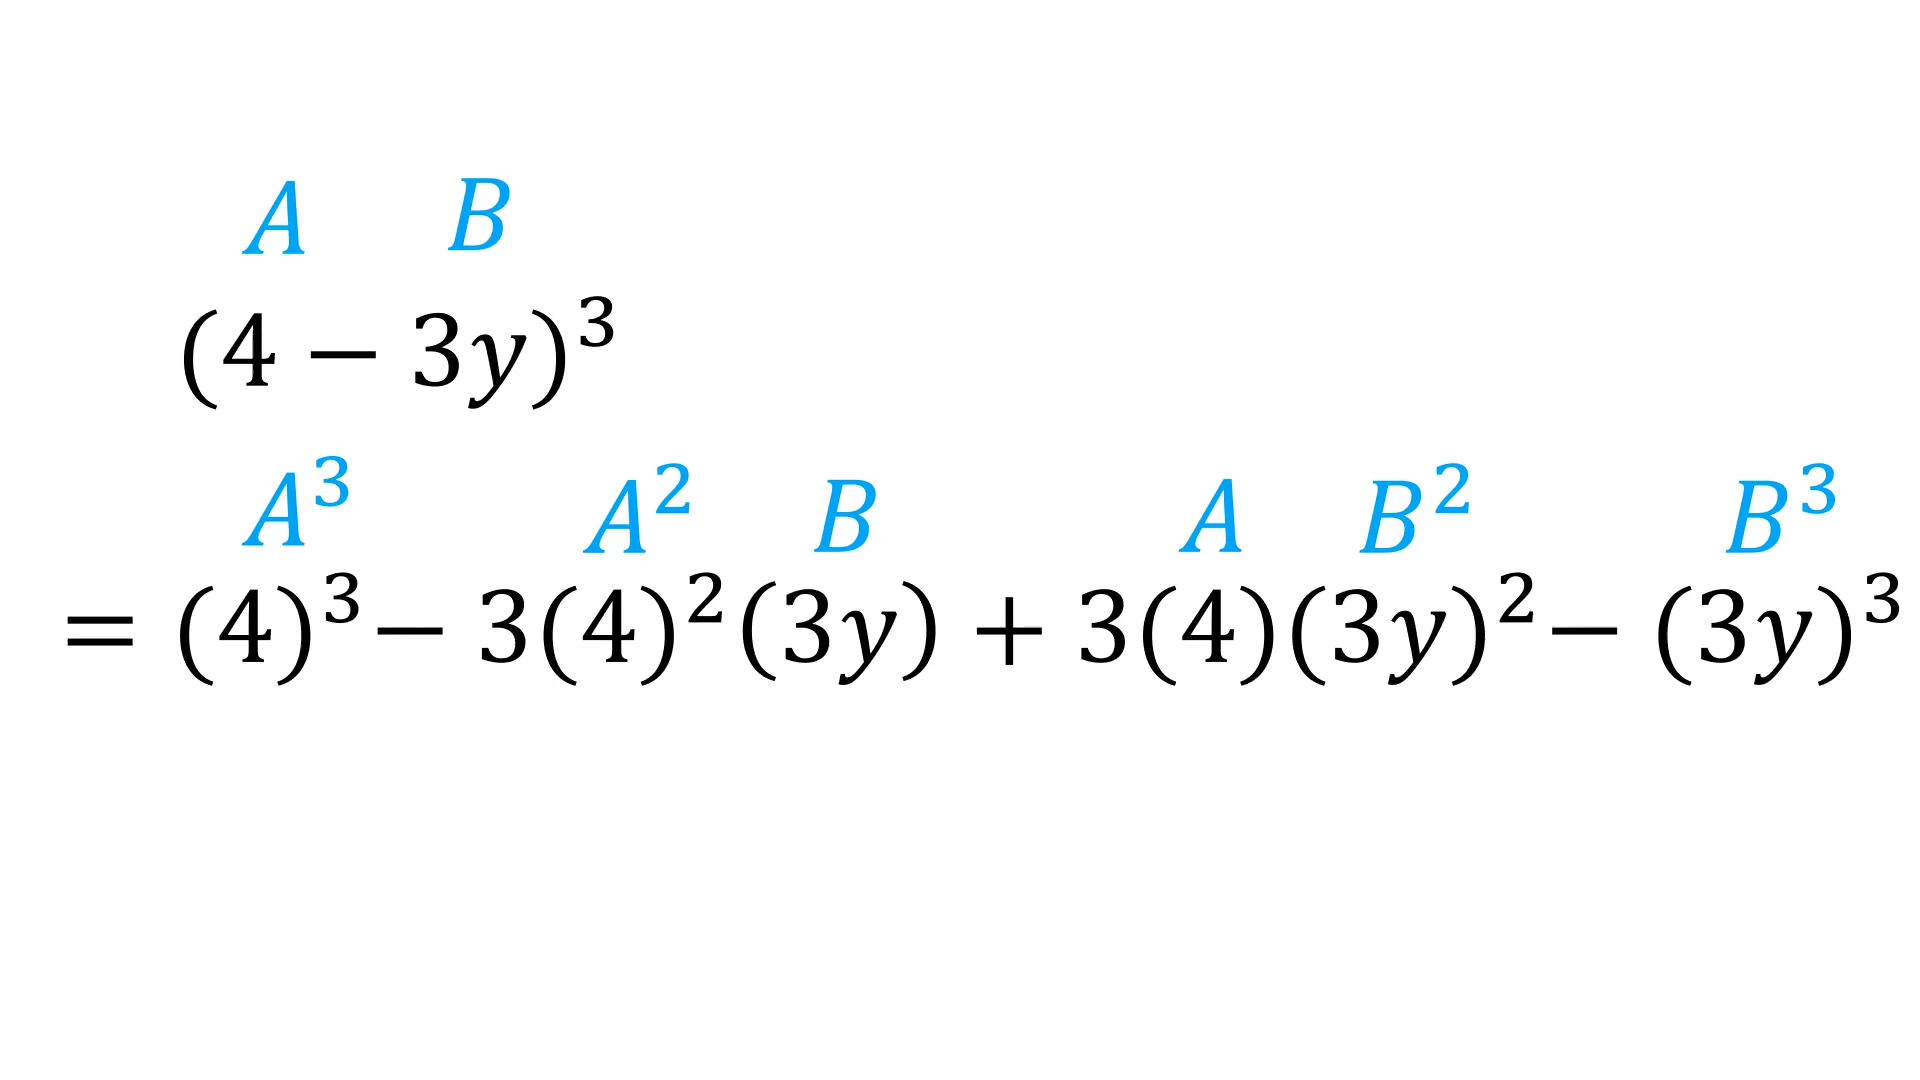 A B
(4 − 3y)³
A³ A² B A B² B³
= (4)³ − 3(4)²(3y) + 3(4)(3y)² − (3y)³